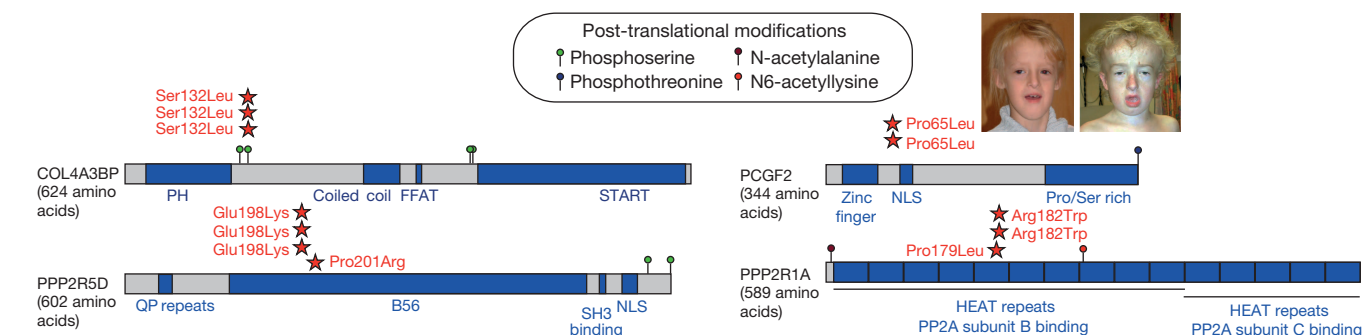 Post-translational modifications
Phosphoserine
N-acetylalanine
Phosphothreonine
N6-acetyllysine
Ser132Leu
Ser132Leu
Ser132Leu
COL4A3BP
(624 amino
acids)
PH
Coiled coil
FFAT
START
Glu198Lys
Glu198Lys
Glu198Lys
Pro201Arg
PPP2R5D
(602 amino
acids)
QP repeats
B56
SH3
binding
NLS
Pro65Leu
Pro65Leu
PCGF2
(344 amino
acids)
Zinc
finger
NLS
Pro/Ser rich
Arg182Trp
Arg182Trp
Pro179Leu
PPP2R1A
(589 amino
acids)
HEAT repeats
PP2A subunit B binding
HEAT repeats
PP2A subunit C binding